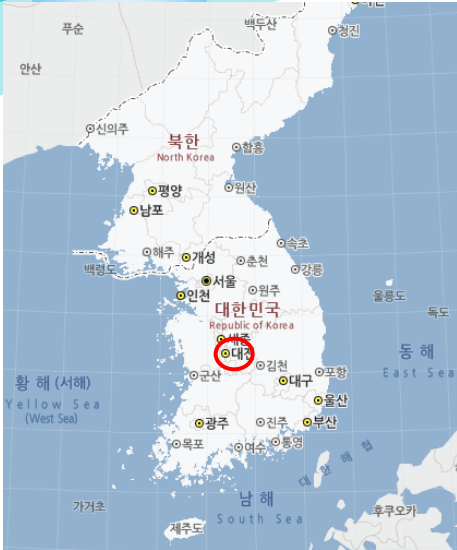 백두산
푸순
청진
안산
신의주
북한
North Korea
함흥
평양
원산
남포
속초
해주
개성
춘천
백령도
강릉
서울
원주
인천
울릉도
대한민국
독도
Republic of Korea
세종
대전
동 해
김천
포항
East Sea
군산
대구
황 해 (서해)
Yellow Sea
(West Sea)
울산
광주
진주
부산
목포
여수
통영
대 한 해 협
남 해
가거초
후쿠오카
South Sea
제주도